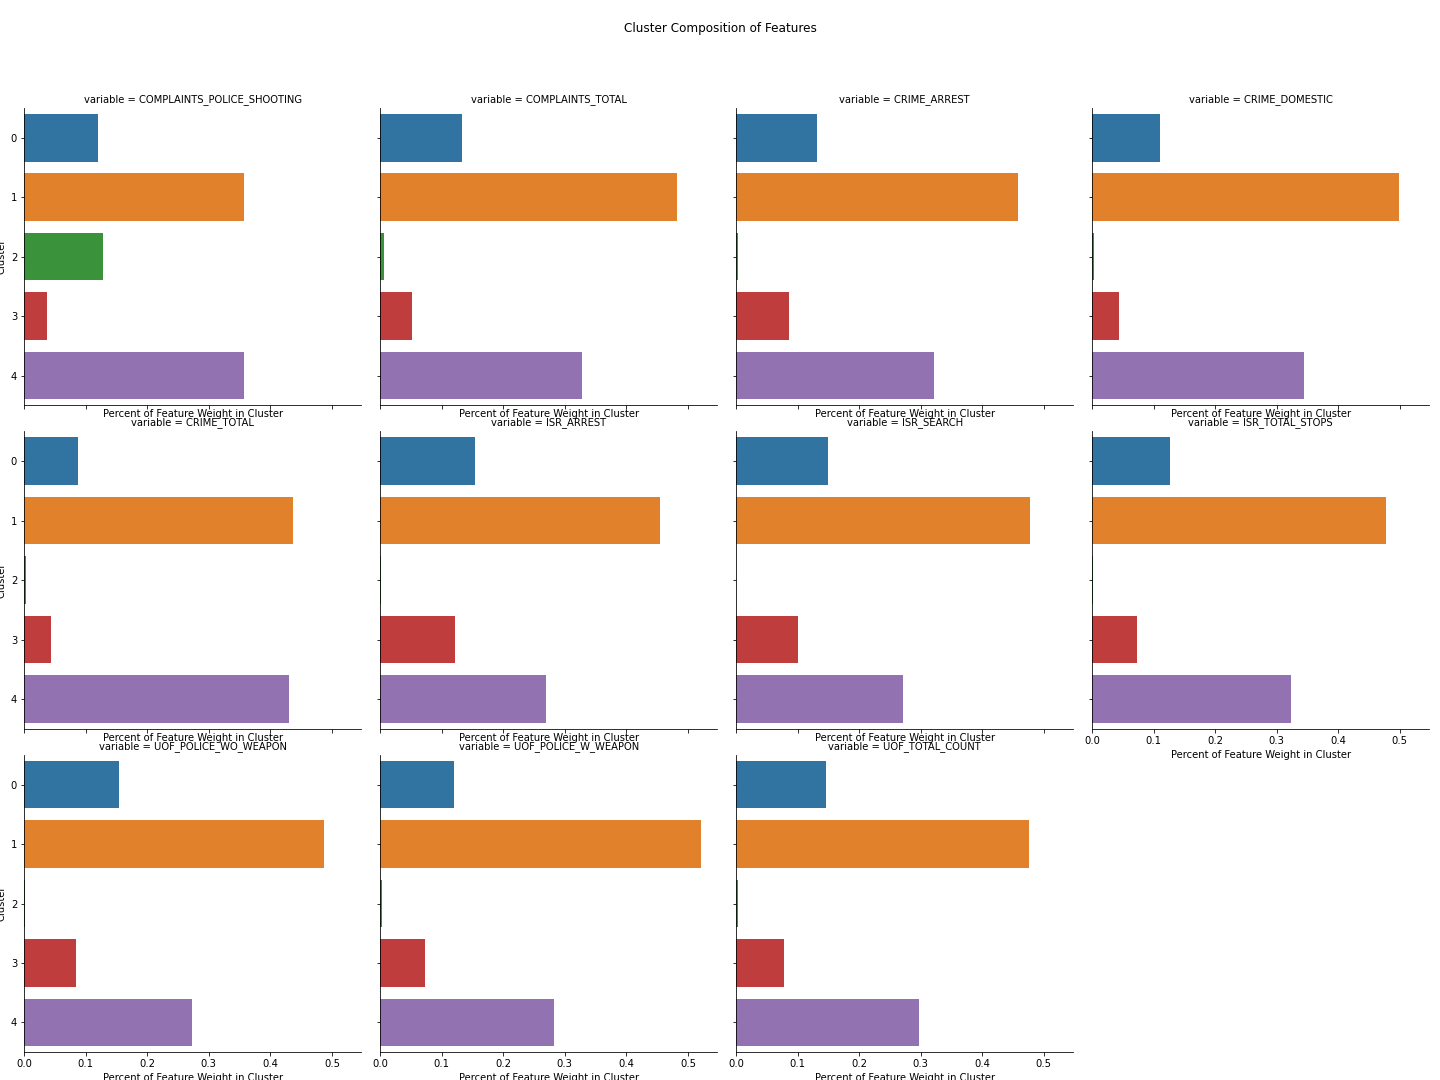 Cluster Composition of Features
variable = COMPLAINTS_POLICE_SHOOTING
variable = COMPLAINTS_TOTAL
variable = CRIME_ARREST
variable = CRIME_DOMESTIC
0
1
2
3
4
Cluster
Percent of Feature Weight in Cluster
Percent of Feature Weight in Cluster
Percent of Feature Weight in Cluster
Percent of Feature Weight in Cluster
variable = CRIME_TOTAL
variable = ISR_ARREST
variable = ISR_SEARCH
variable = ISR_TOTAL_STOPS
0
1
2
3
4
Cluster
Percent of Feature Weight in Cluster
Percent of Feature Weight in Cluster
Percent of Feature Weight in Cluster
0.0 0.1 0.2 0.3 0.4 0.5
Percent of Feature Weight in Cluster
variable = UOF_POLICE_WO_WEAPON
variable = UOF_POLICE_W_WEAPON
variable = UOF_TOTAL_COUNT
0
1
2
3
4
Cluster
0.0 0.1 0.2 0.3 0.4 0.5
0.0 0.1 0.2 0.3 0.4 0.5
0.0 0.1 0.2 0.3 0.4 0.5
Percent of Feature Weight in Cluster
Percent of Feature Weight in Cluster
Percent of Feature Weight in Cluster